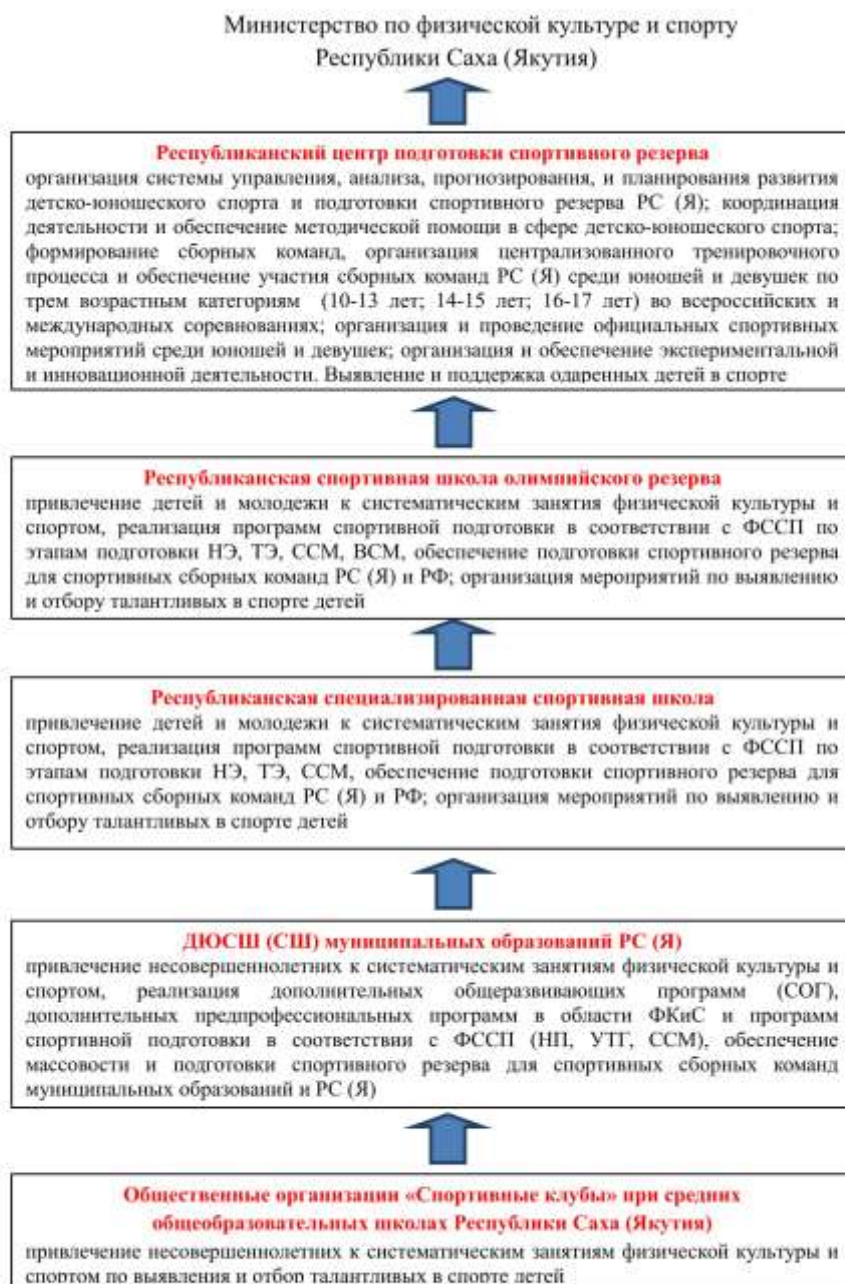 Министерство по физической культуре и спорту
Республики Саха (Якутия)
Республиканский центр подготовки спортивного резерва
организация системы управления, анализа, прогнозирования, и планирования развития
детско-юношеского спорта и подготовки спортивного резерва РС (Я); координация
деятельности и обеспечение методической помощи в сфере детско-юношеского спорта;
формирование сборных команд, организация централизованного тренировочного
процесса и обеспечение участия сборных команд РС (Я) среди юношей и девушек по
трем возрастным категориям (10-13 лет; 14-15 лет; 16-17 лет) во всероссийских и
международных соревнованиях; организация и проведение официальных спортивных
мероприятий среди юношей и девушек; организация и обеспечение экспериментальной
и инновационной деятельности. Выявление и поддержка одаренных детей в спорте
Республиканская спортивная школа олимпийского резерва
привлечение детей и молодежи к систематическим занятия физической культуры и
спортом, реализация программ спортивной подготовки в соответствии с ФССП по
этапам подготовки НЭ, ТЭ, ССМ, ВСМ, обеспечение подготовки спортивного резерва
для спортивных сборных команд РС (Я) и РФ; организация мероприятий по выявлению
и отбору талантливых в спорте детей
Республиканская специализированная спортивная школа
привлечение детей и молодежи к систематическим занятия физической культуры и
спортом, реализация программ спортивной подготовки в соответствии с ФССП по
этапам подготовки НЭ, ТЭ, ССМ, обеспечение подготовки спортивного резерва для
спортивных сборных команд РС (Я) и РФ; организация мероприятий по выявлению и
отбору талантливых в спорте детей
ДЮСШ (СШ) муниципальных образований РС (Я)
привлечение несовершеннолетних к систематическим занятиям физической культуры и
спортом, реализация дополнительных общеразвивающих программ (СОГ),
дополнительных предпрофессиональных программ в области ФКиС и программ
спортивной подготовки в соответствии с ФССП (НП, УТГ, ССМ), обеспечение
массовости и подготовки спортивного резерва для спортивных сборных команд
муниципальных образований и РС (Я)
Общественные организации «Спортивные клубы» при средних
общеобразовательных школах Республики Саха (Якутия)
привлечение несовершеннолетних к систематическим занятиям физической культуры и
спортом по выявления и отбор талантливых в спорте детей